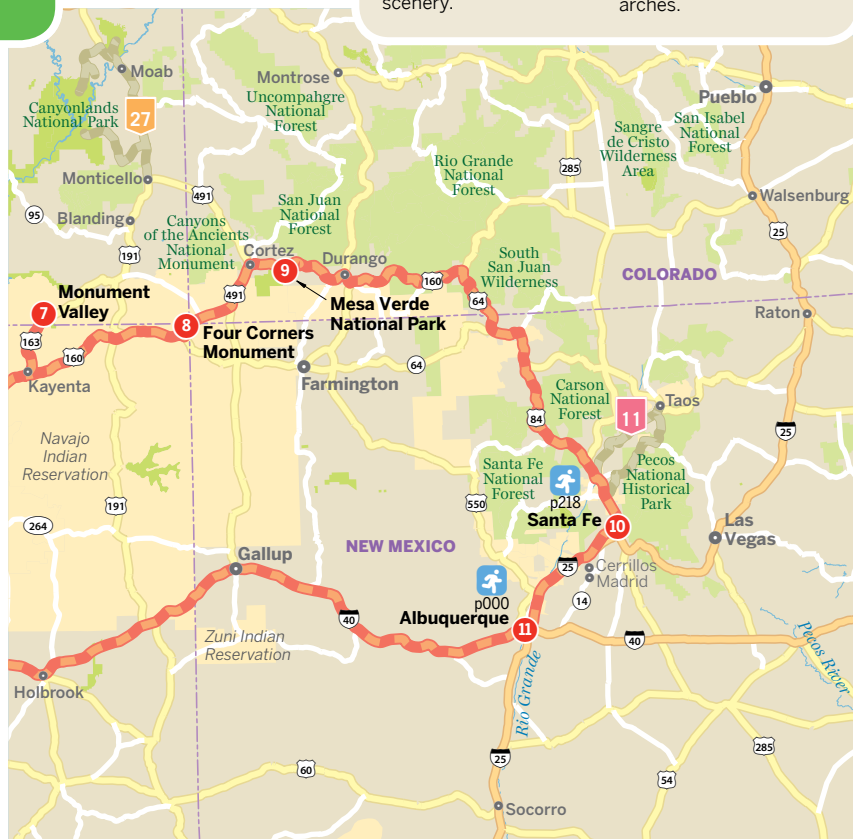 scenery.
arches.
Moab
Montrose
Pueblo
Canyonlands
National Park
27
Uncompahgre
National
Forest
Sangre
de Cristo
Wilderness
Area
San Isabel
National
Forest
Rio Grande
National
Forest
285
Monticello
491
Walsenburg
95
Blanding
San Juan
National
Forest
25
Canyons
of the Ancients
National
Monument
191
Cortez
9
Durango
South
San Juan
Wilderness
COLORADO
160
491
64
7
Monument
Valley
Mesa Verde
National Park
Raton
8
Four Corners
Monument
163
160
64
Kayenta
Farmington
Carson
National
Forest
11
Taos
84
25
Navajo
Indian
Reservation
Santa Fe
National
Forest
p218
Pecos
National
Historical
Park
191
550
264
Santa Fe
10
Las
Vegas
NEW MEXICO
Gallup
25
Cerrillos
Madrid
p000
14
40
Albuquerque
11
40
Zuni Indian
Reservation
Pecos River
Holbrook
Rio Grande
285
25
60
54
Socorro